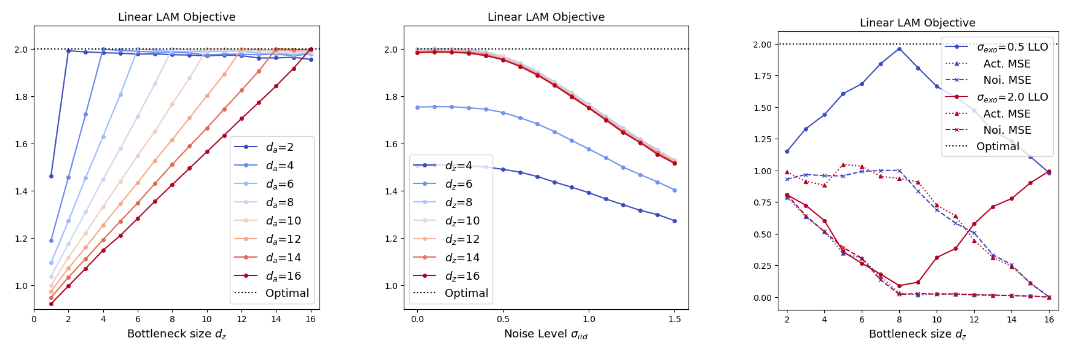 Linear LAM Objective
2.0
1.8
1.6
1.4
1.2
1.0
d_a=2
d_a=4
d_a=6
d_a=8
d_a=10
d_a=12
d_a=14
d_a=16
Optimal
0 2 4 6 8 10 12 14 16
Bottleneck size d_z
Linear LAM Objective
2.0
1.8
1.6
1.4
1.2
1.0
d_z=4
d_z=6
d_z=8
d_z=10
d_z=12
d_z=14
d_z=16
Optimal
0.0 0.5 1.0 1.5
Noise Level σ_iid
Linear LAM Objective
2.00
1.75
1.50
1.25
1.00
0.75
0.50
0.25
0.00
σ_exo=0.5 LLO
Act. MSE
Noi. MSE
σ_exo=2.0 LLO
Act. MSE
Noi. MSE
Optimal
2 4 6 8 10 12 14 16
Bottleneck size d_z